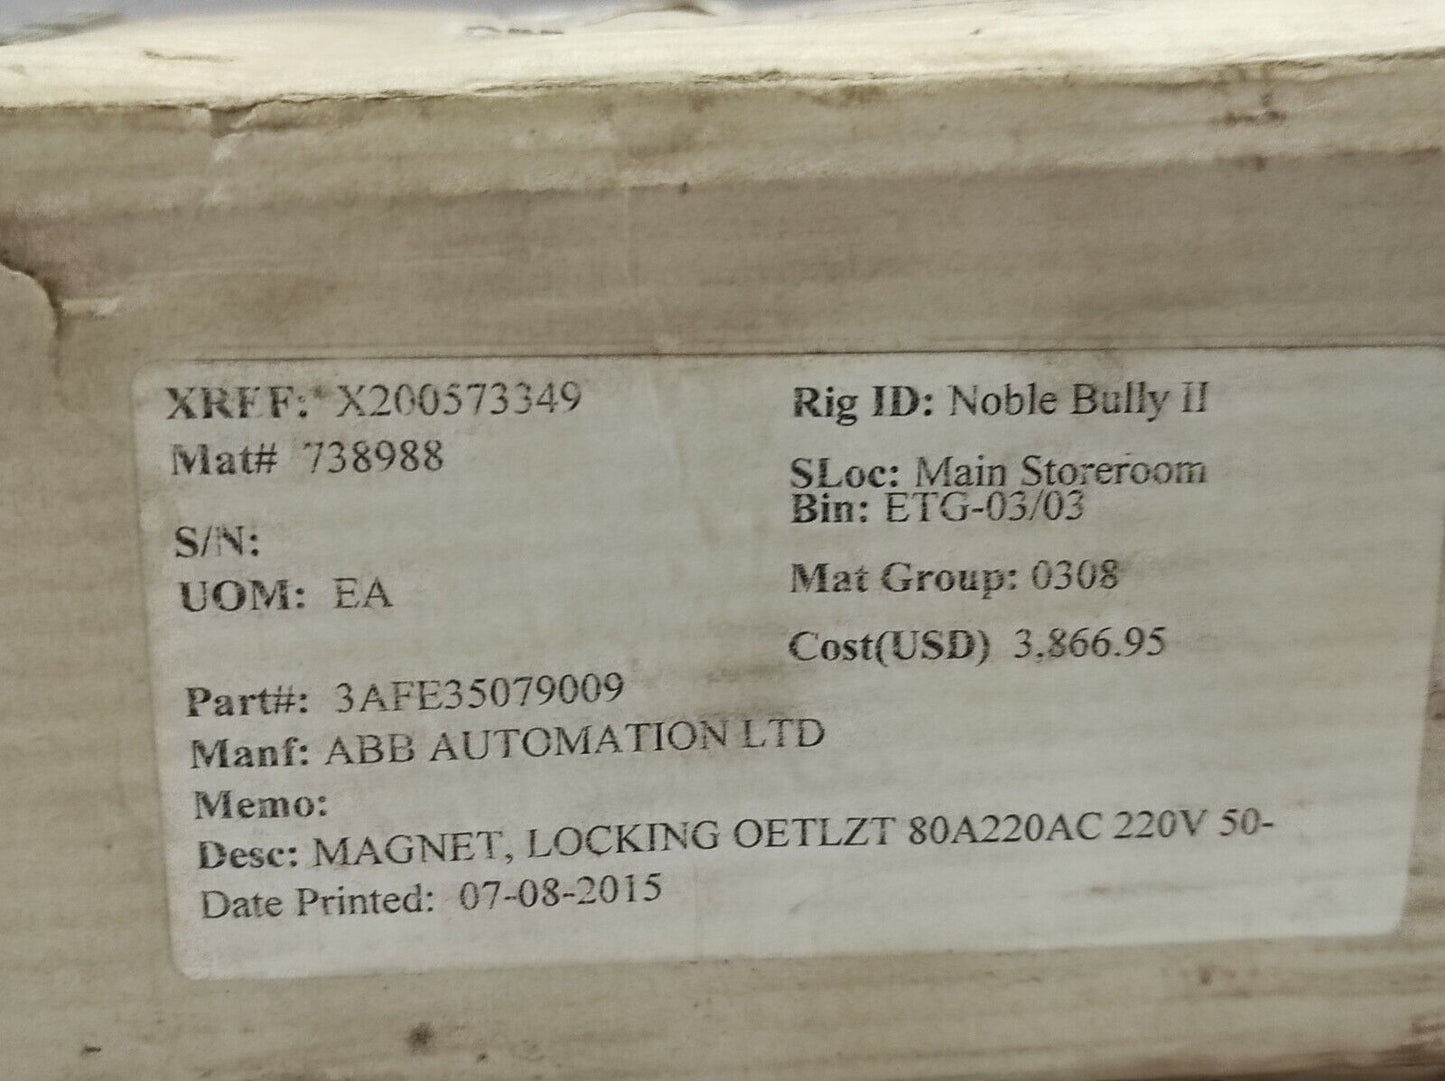 XREF:* X200573349
Mat# 738988
S/N:
UOM: EA
Rig ID: Noble Bully II
SLoc: Main Storeroom
Bin: ETG-03/03
Mat Group: 0308
Cost(USD) 3,866.95
Part#: 3AFE35079009
Manf: ABB AUTOMATION LTD
Memo:
Desc: MAGNET, LOCKING OETLZT 80A220AC 220V 50-
Date Printed: 07-08-2015